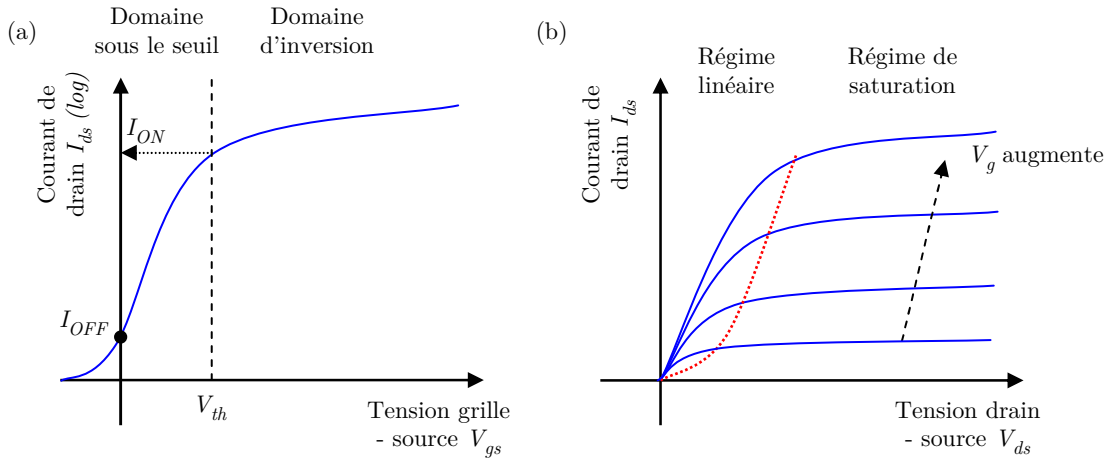 (a)
Domaine
sous le seuil
Domaine
d'inversion
Courant de
drain I_ds (log)
I_ON
I_OFF
V_th
Tension grille
- source V_gs
(b)
Régime
linéaire
Régime de
saturation
Courant de
drain I_ds
V_g augmente
Tension drain
- source V_ds